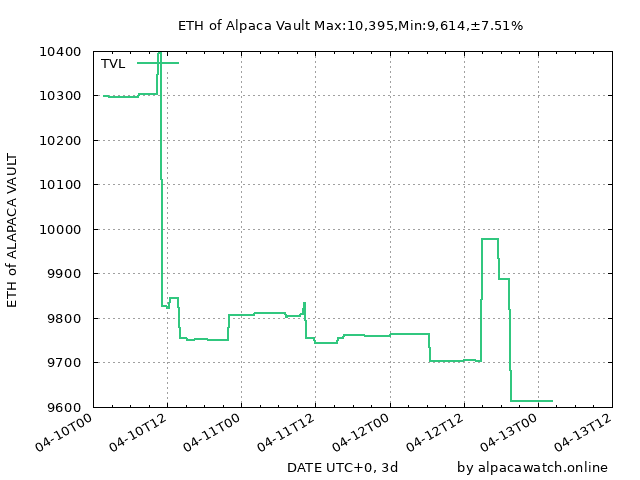 ETH of Alpaca Vault Max:10,395,Min:9,614,±7.51%
10400
TVL
10300
10200
10100
10000
9900
9800
9700
9600
ETH of ALAPACA VAULT
04-10T00
04-10T12
04-11T00
04-11T12
04-12T00
04-12T12
04-13T00
04-13T12
DATE UTC+0, 3d
by alpacawatch.online